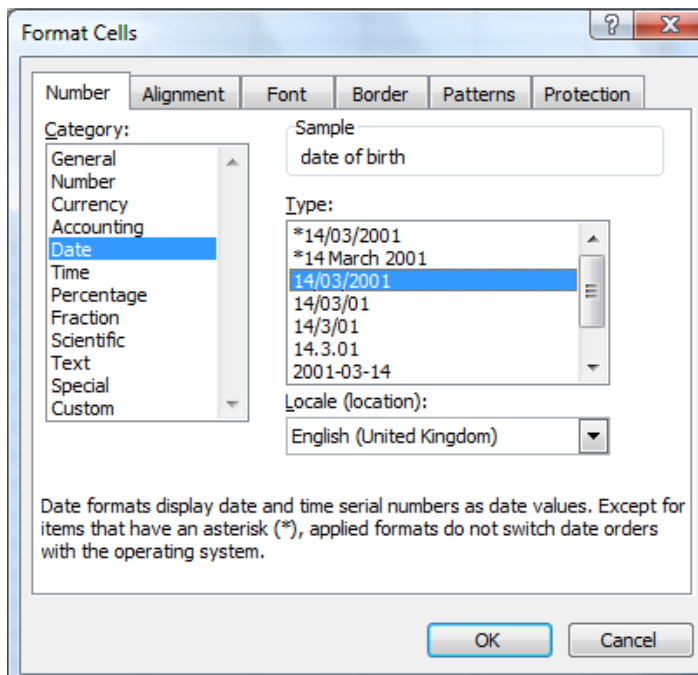 Format Cells
Number Alignment Font Border Patterns Protection
Category:
General
Number
Currency
Accounting
Date
Time
Percentage
Fraction
Scientific
Text
Special
Custom
Sample
date of birth
Type:
*14/03/2001
*14 March 2001
14/03/2001
14/03/01
14/3/01
14.3.01
2001-03-14
Locale (location):
English (United Kingdom)
Date formats display date and time serial numbers as date values. Except for
items that have an asterisk (*), applied formats do not switch date orders
with the operating system.
OK Cancel